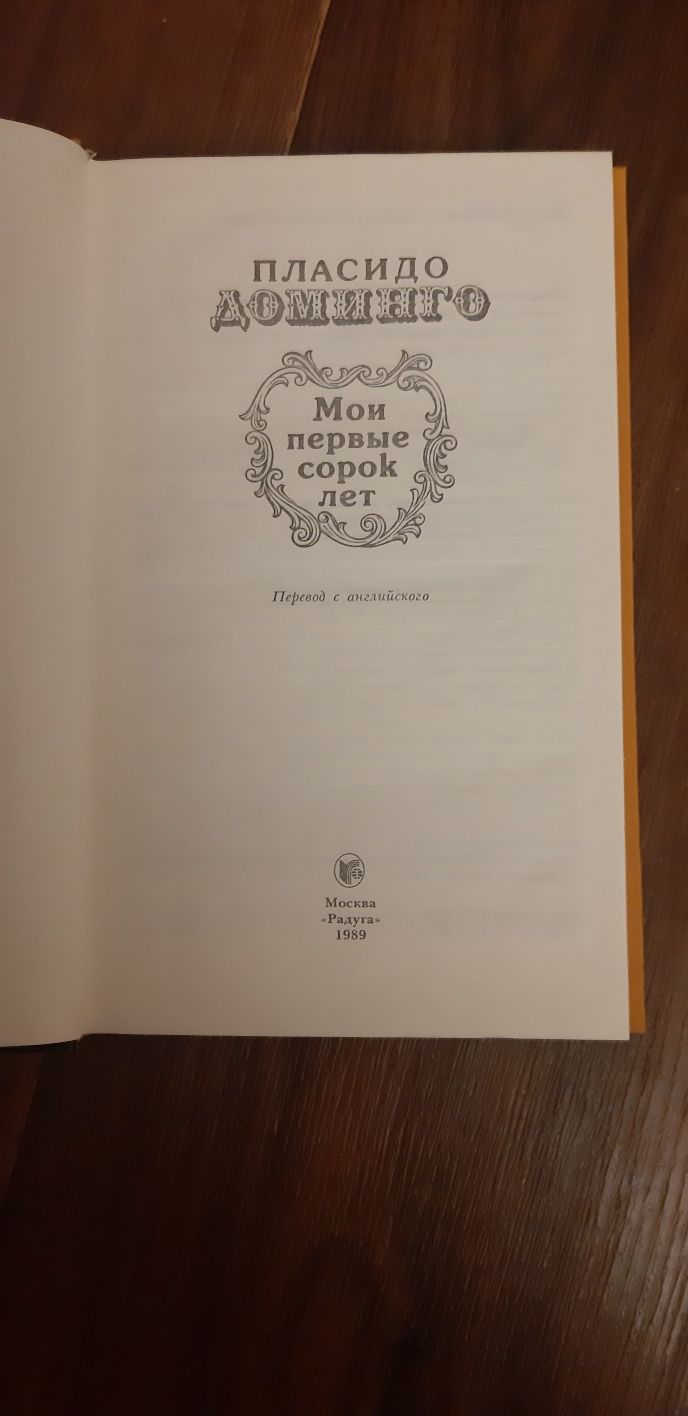 ПЛАСИДО
ДОМИНГО
Мои
первые
сорок
лет
Перевод с английского
Москва
«Радуга»
1989